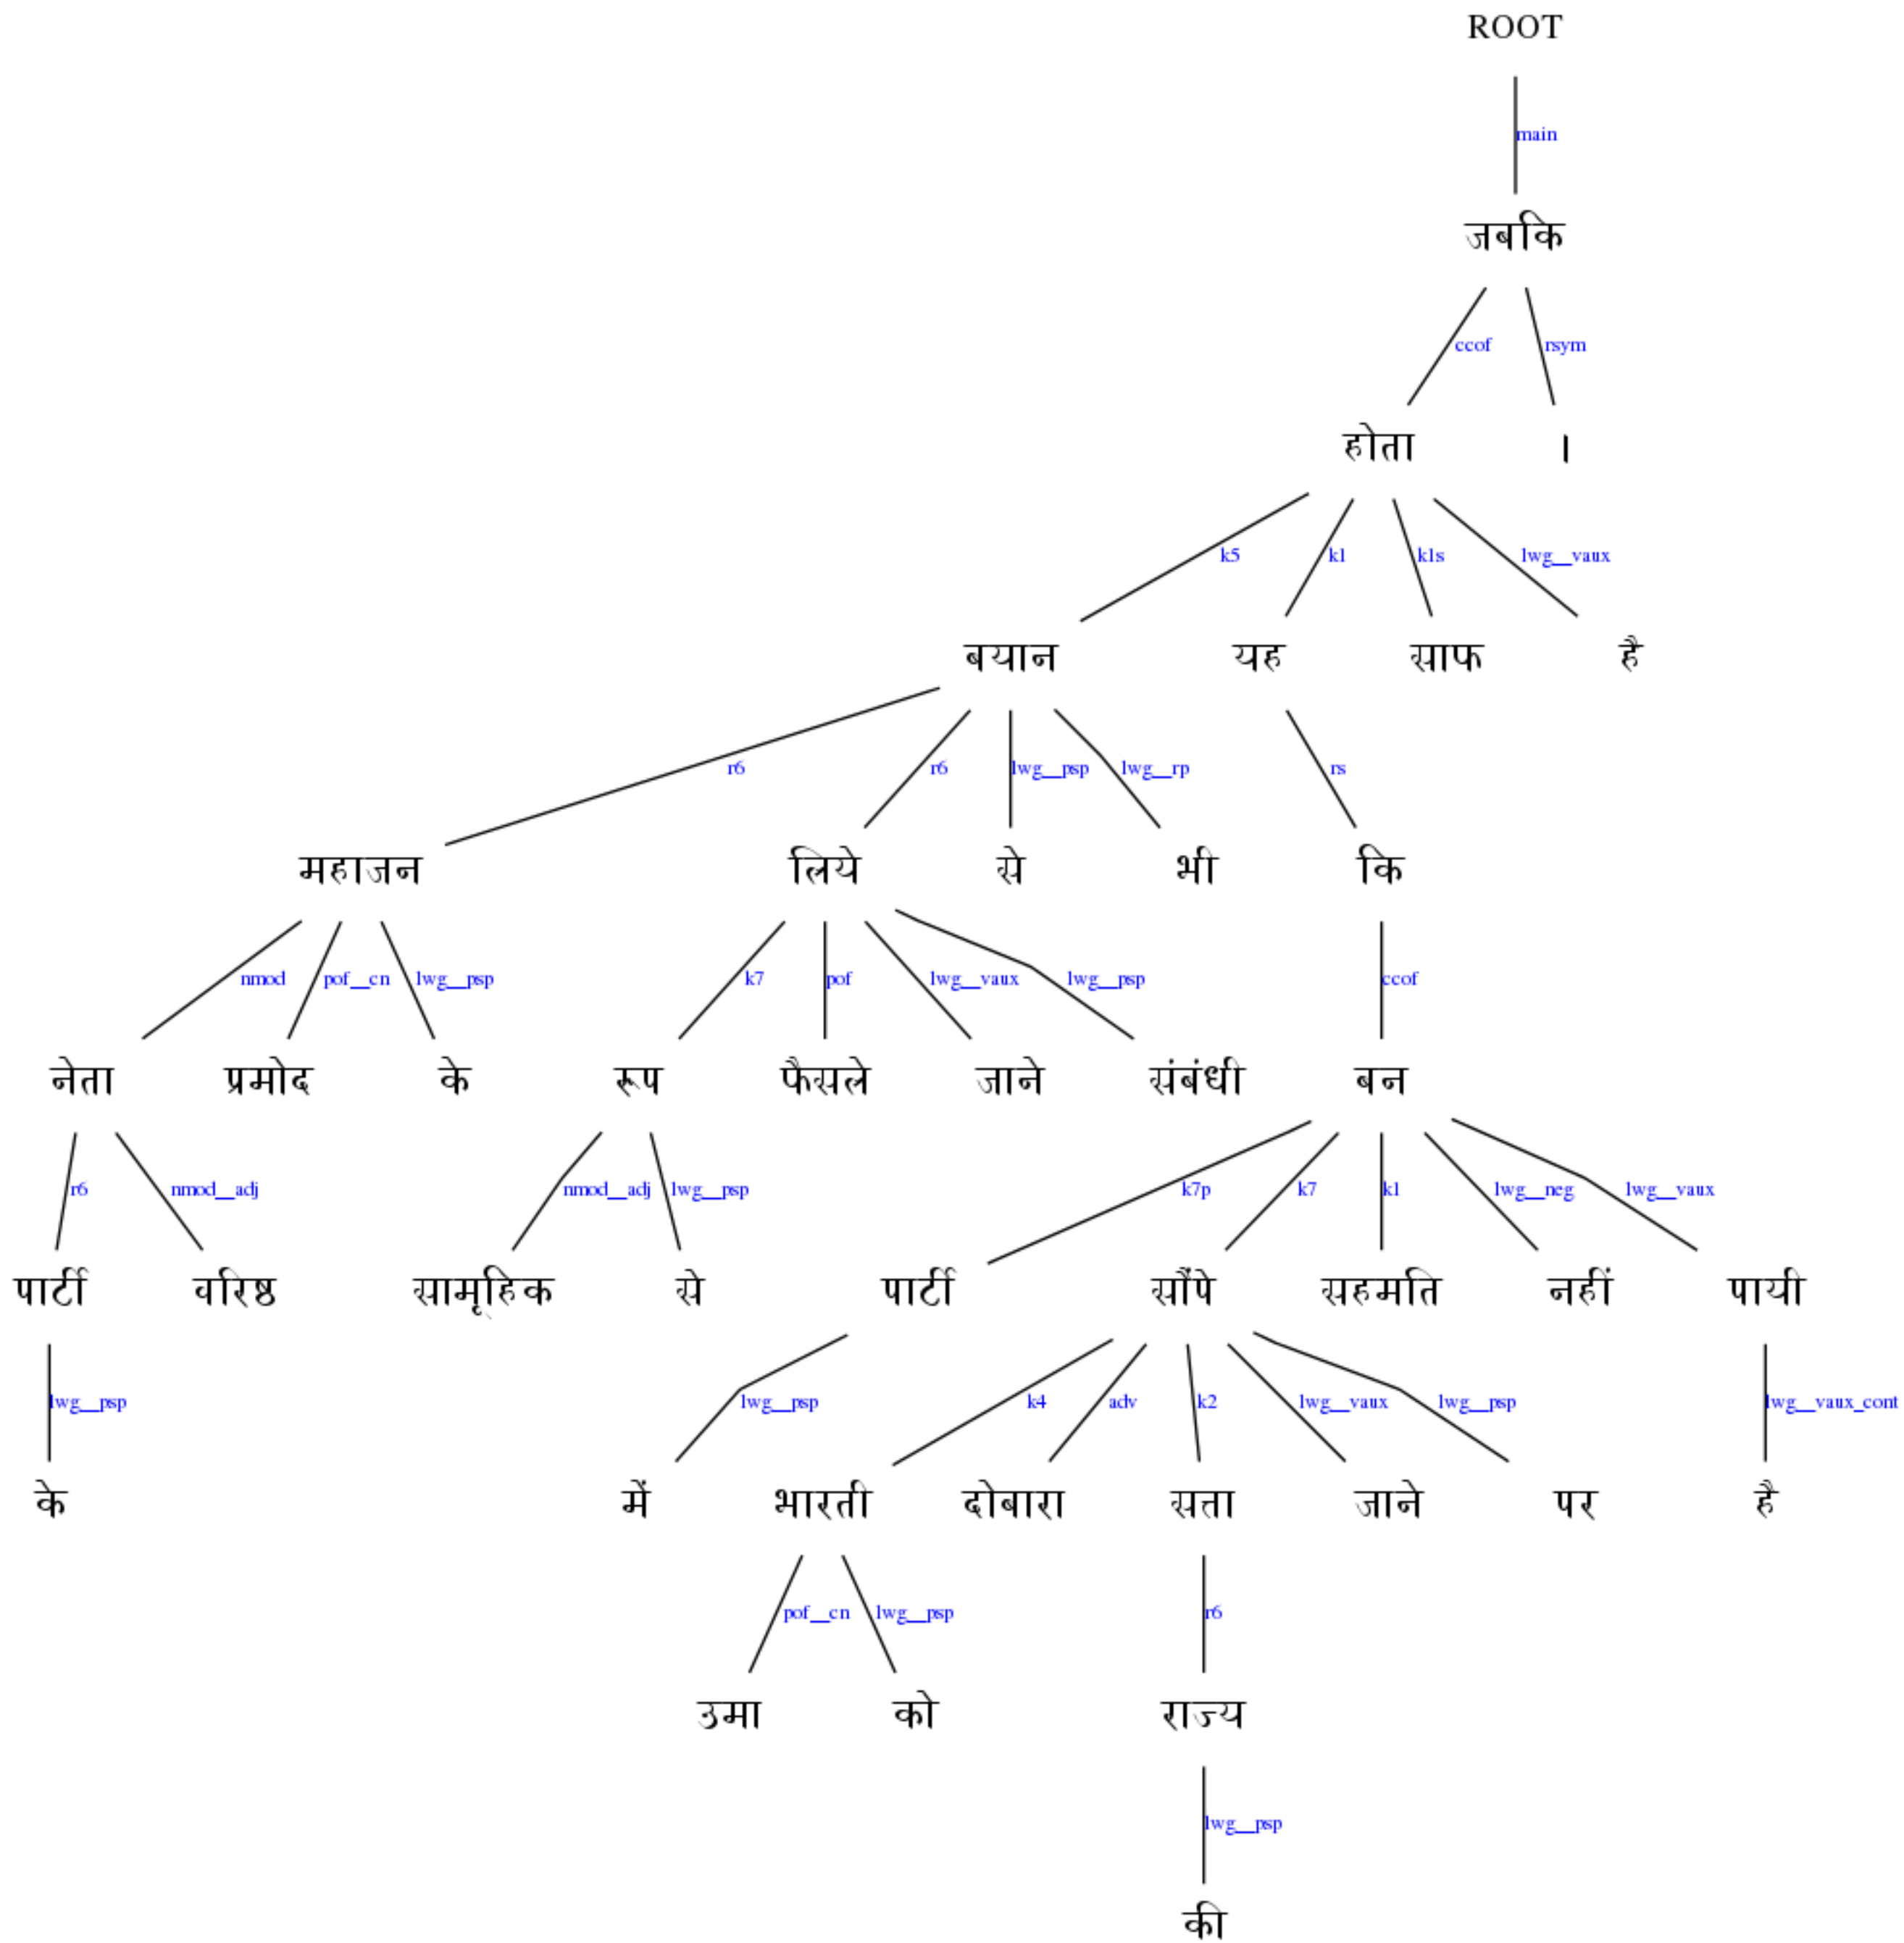 ROOT
main
जबकि
ccof rsym
होता ।
k5 k1 k1s lwg__vaux
बयान यह साफ है
r6 r6 lwg__psp lwg__rp rs
महाजन लिये से भी कि
nmod pof__cn lwg__psp k7 pof lwg__vaux lwg__psp ccof
नेता प्रमोद के रूप फैसले जाने संबंधी बन
r6 nmod__adj nmod__adj lwg__psp k7p k7 k1 lwg__neg lwg__vaux
पार्टी वरिष्ठ सामूहिक से पार्टी सौंपे सहमति नहीं पायी
lwg__psp lwg__psp k4 adv k2 lwg__vaux lwg__psp lwg__vaux_cont
के में भारती दोबारा सत्ता जाने पर है
pof__cn lwg__psp r6
उमा को राज्य
lwg__psp
की